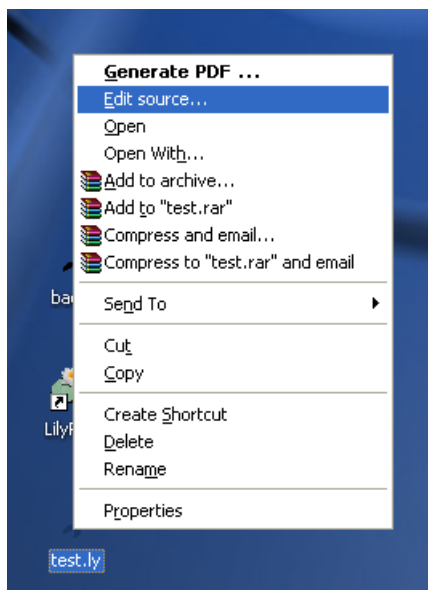 Generate PDF ...
Edit source...
Open
Open With...
Add to archive...
Add to "test.rar"
Compress and email...
Compress to "test.rar" and email
Send To
Cut
Copy
Create Shortcut
Delete
Rename
Properties
test.ly